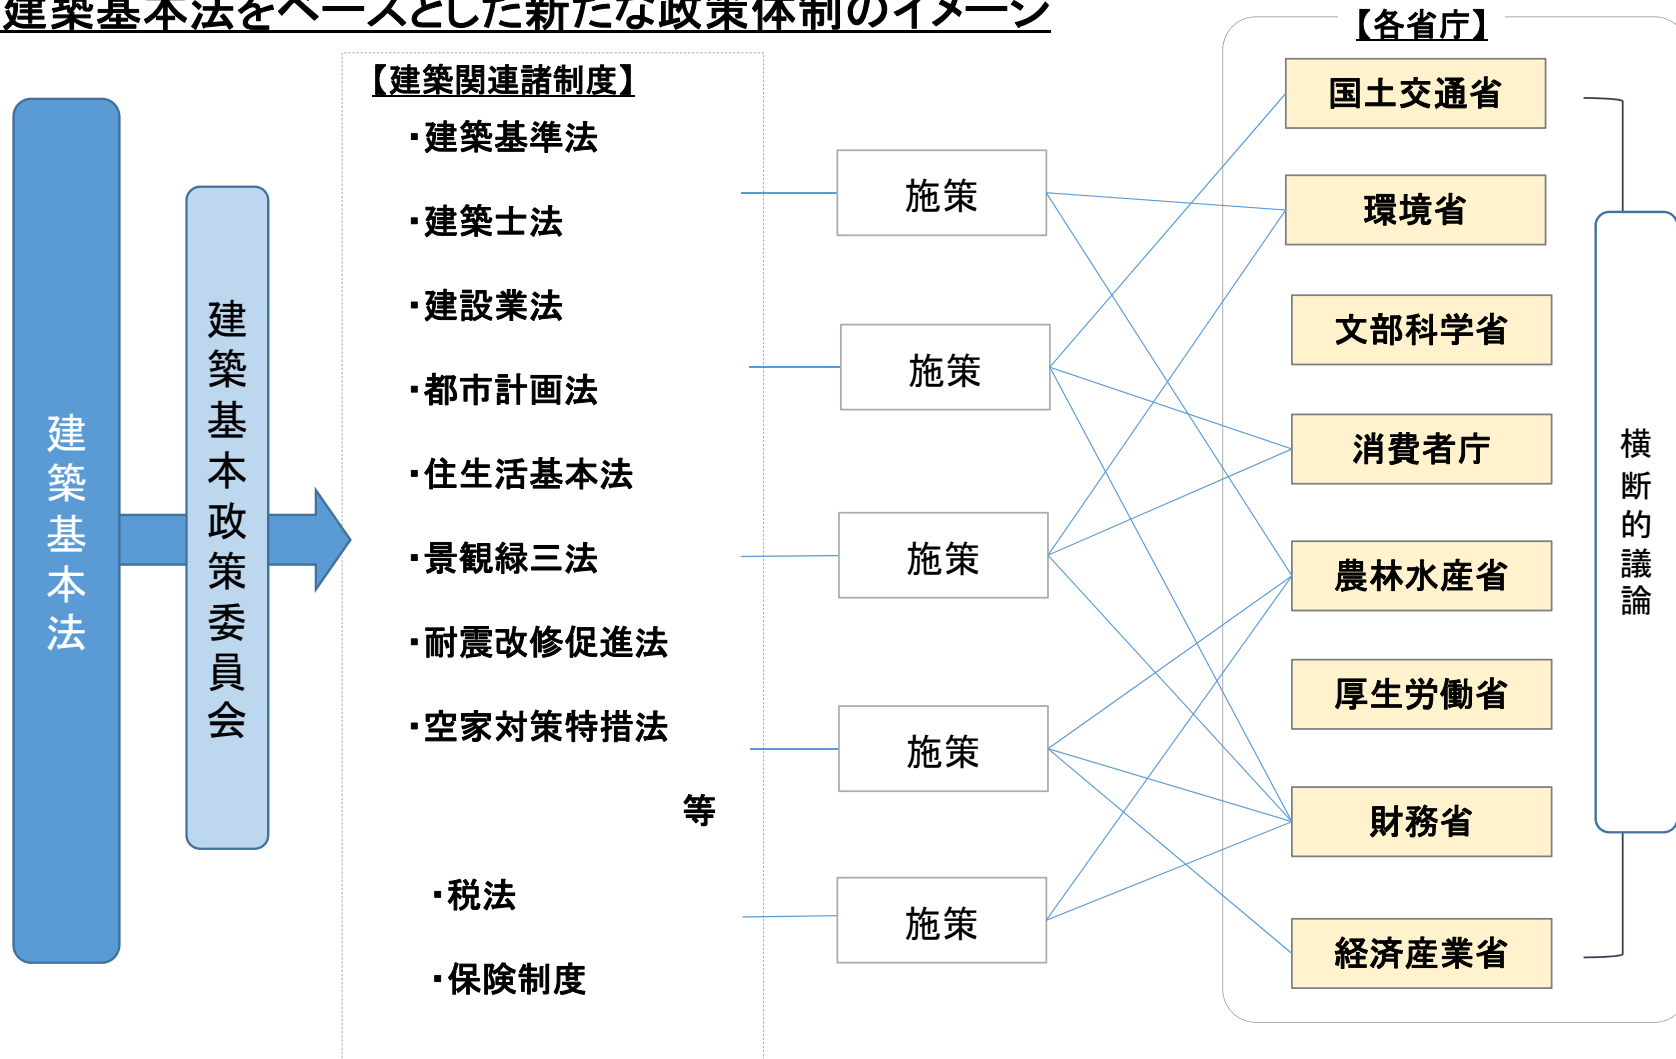 建築基本法をベースとした新たな政策体制のイメージ
建築基本法
建築基本政策委員会
【建築関連諸制度】
・建築基準法
・建築士法
・建設業法
・都市計画法
・住生活基本法
・景観緑三法
・耐震改修促進法
・空家対策特措法
等
・税法
・保険制度
施策
施策
施策
施策
施策
【各省庁】
国土交通省
環境省
文部科学省
消費者庁
農林水産省
厚生労働省
財務省
経済産業省
横断的議論